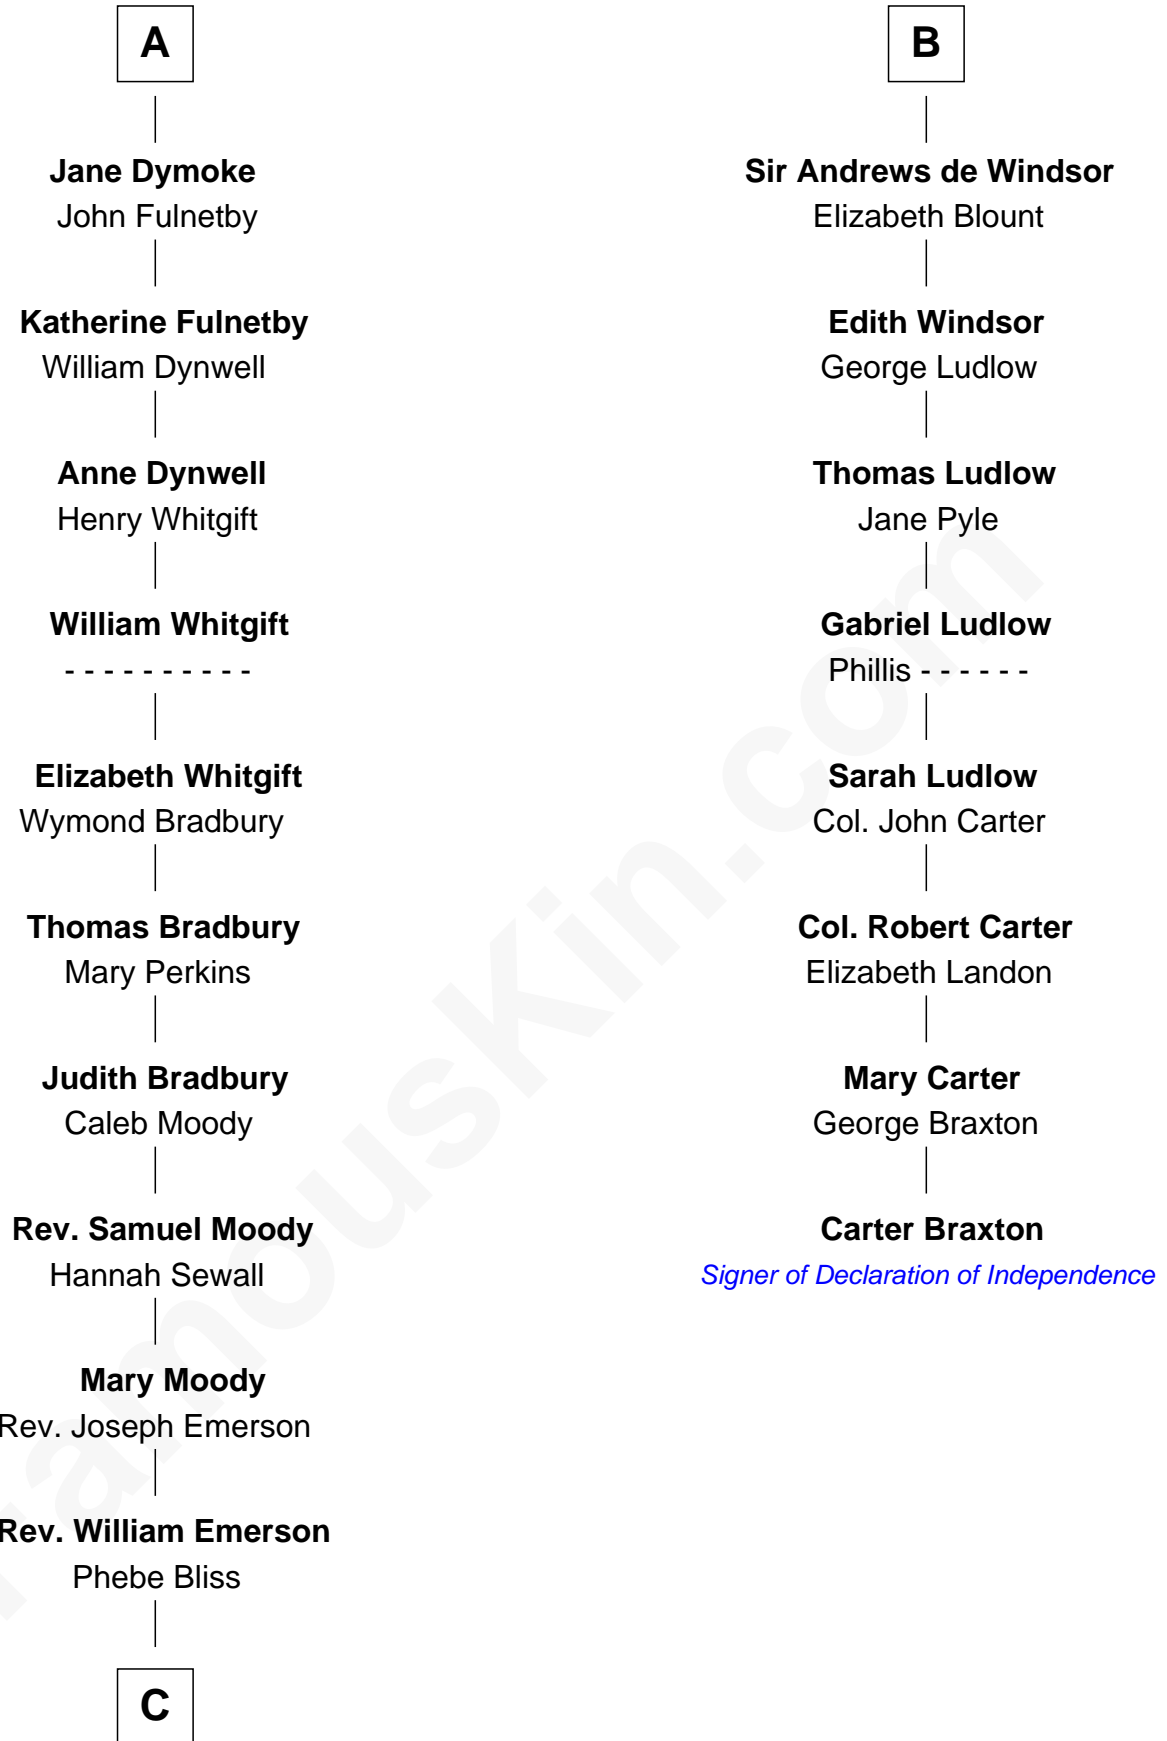 A
Jane Dymoke
John Fulnetby
Katherine Fulnetby
William Dynwell
Anne Dynwell
Henry Whitgift
William Whitgift
- - - - - - - - - -
Elizabeth Whitgift
Wymond Bradbury
Thomas Bradbury
Mary Perkins
Judith Bradbury
Caleb Moody
Rev. Samuel Moody
Hannah Sewall
Mary Moody
Rev. Joseph Emerson
Rev. William Emerson
Phebe Bliss
C
B
Sir Andrews de Windsor
Elizabeth Blount
Edith Windsor
George Ludlow
Thomas Ludlow
Jane Pyle
Gabriel Ludlow
Phillis - - - - - -
Sarah Ludlow
Col. John Carter
Col. Robert Carter
Elizabeth Landon
Mary Carter
George Braxton
Carter Braxton
Signer of Declaration of Independence
FamousKin.com